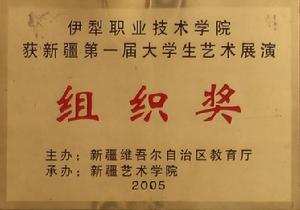 伊犁职业技术学院
获新疆第一届大学生艺术展演
组织奖
主办：新疆维吾尔自治区教育厅
承办：新疆艺术学院
2005